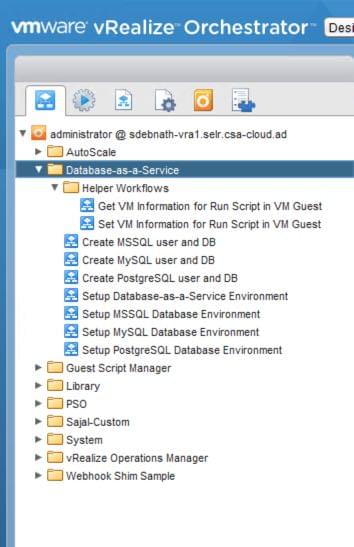 vmware® vRealize™ Orchestrator™ Desi
administrator @ sdebnath-vra1.selr.csa-cloud.ad
AutoScale
Database-as-a-Service
Helper Workflows
Get VM Information for Run Script in VM Guest
Set VM Information for Run Script in VM Guest
Create MSSQL user and DB
Create MySQL user and DB
Create PostgreSQL user and DB
Setup Database-as-a-Service Environment
Setup MSSQL Database Environment
Setup MySQL Database Environment
Setup PostgreSQL Database Environment
Guest Script Manager
Library
PSO
Sajal-Custom
System
vRealize Operations Manager
Webhook Shim Sample